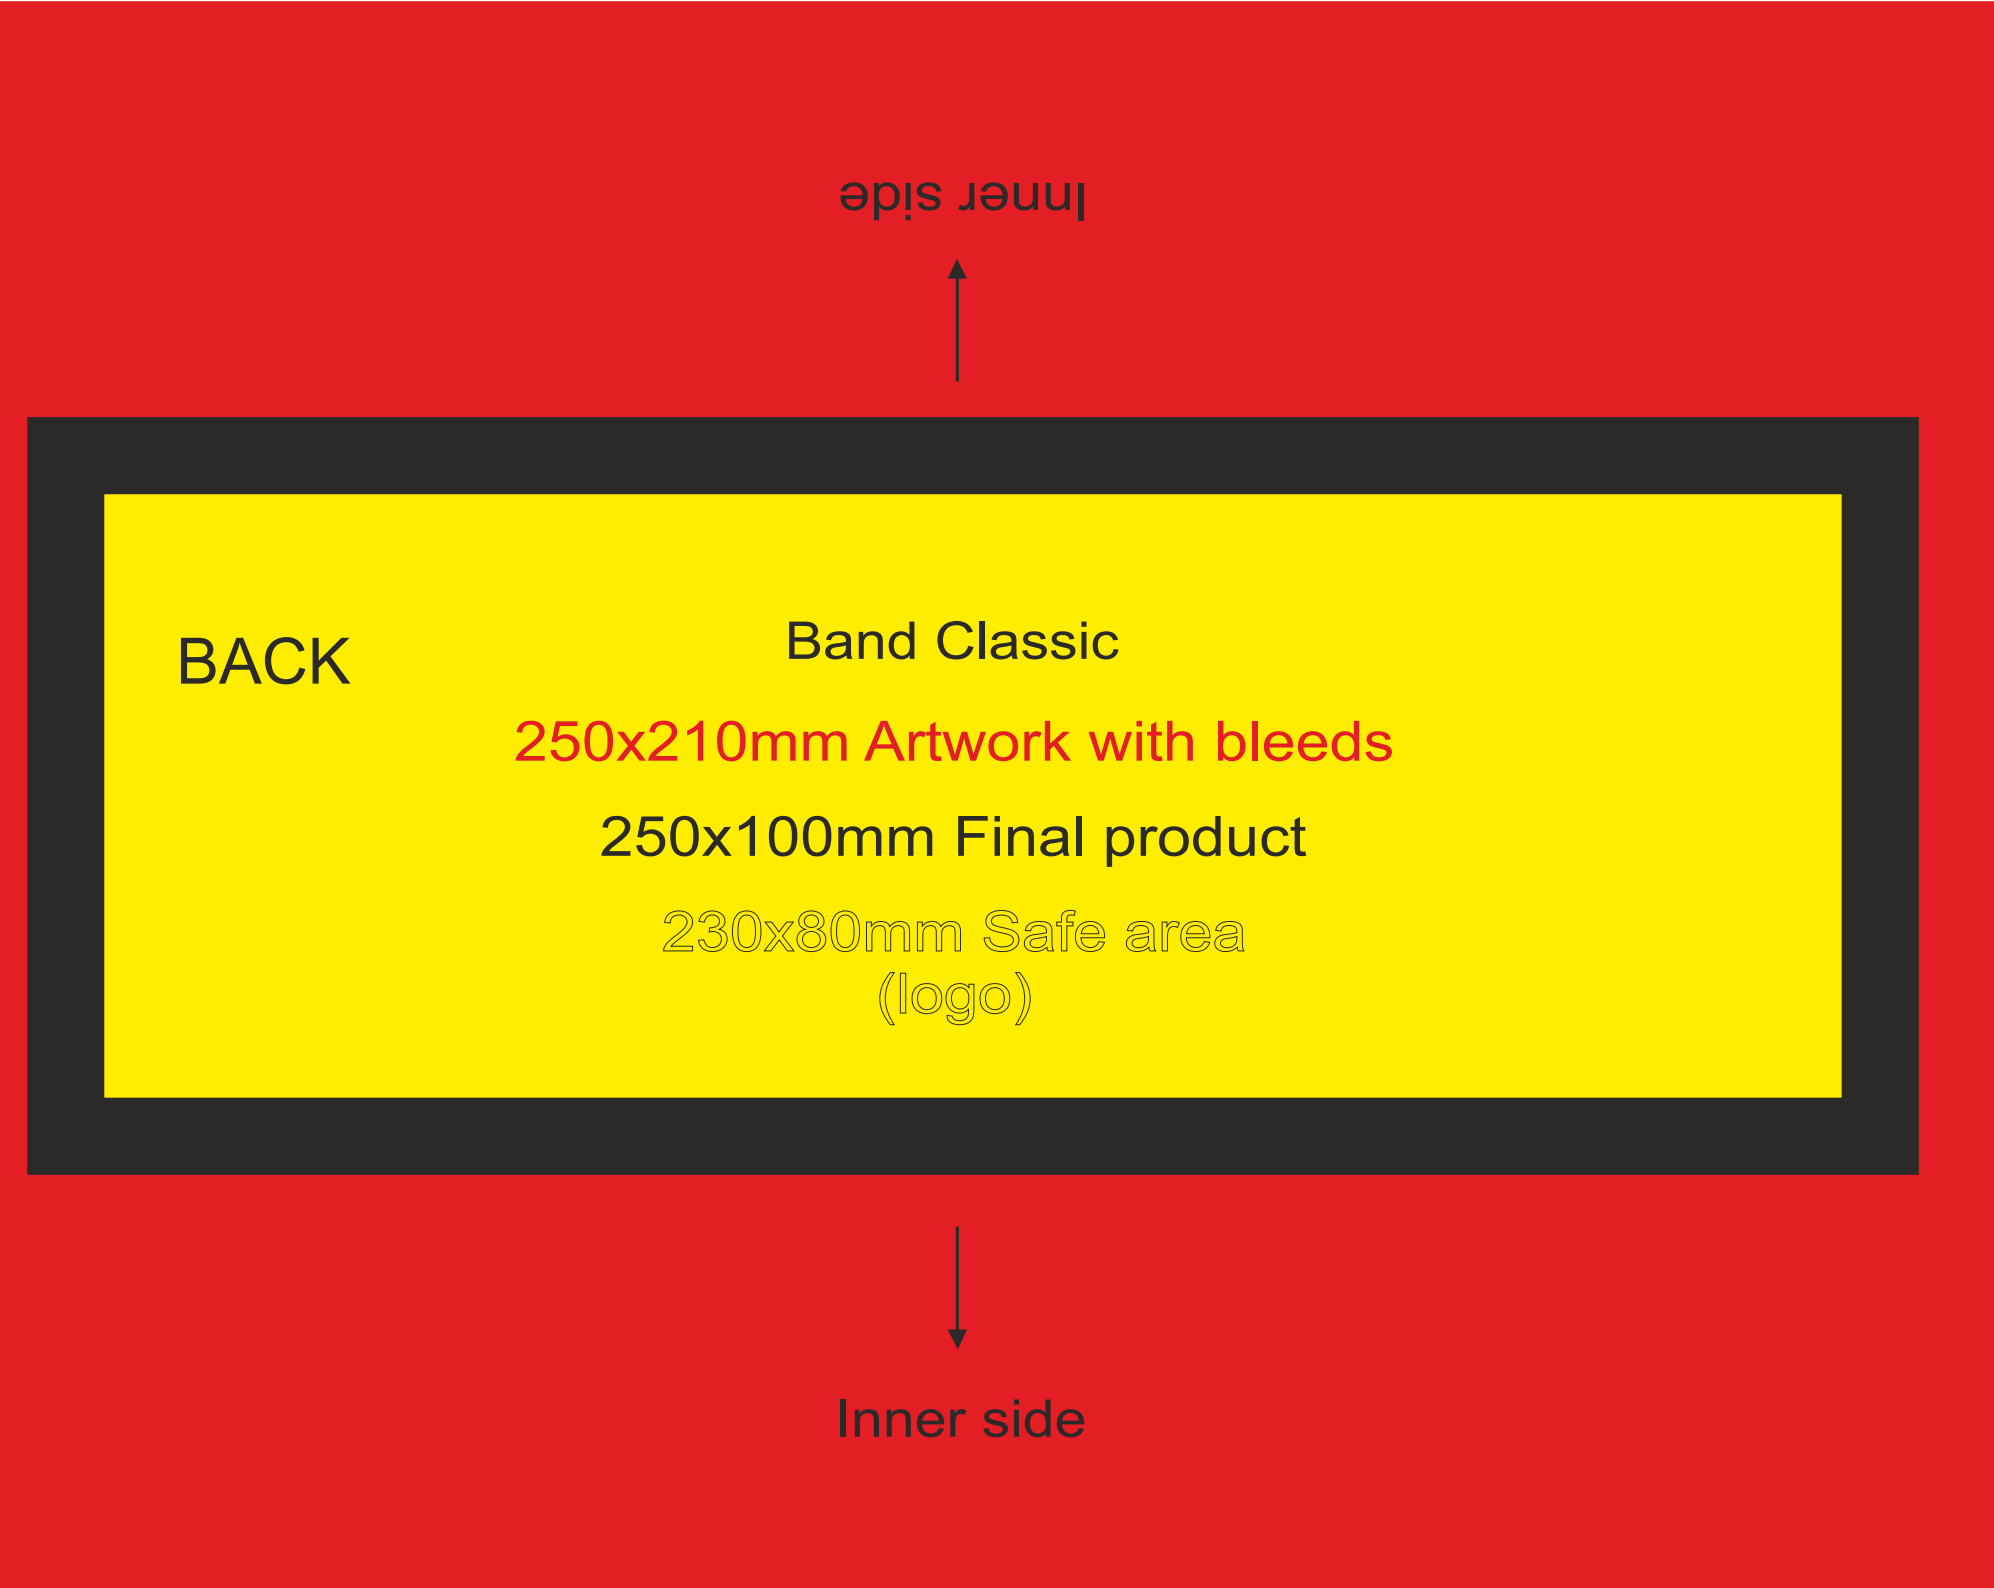 Inner side
BACK
Band Classic
250x210mm Artwork with bleeds
250x100mm Final product
230x80mm Safe area
(logo)
Inner side